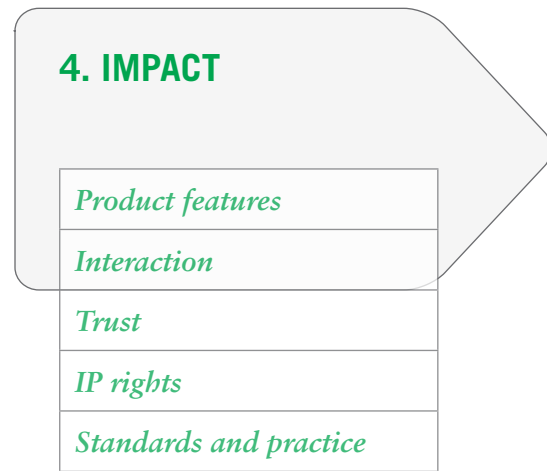 4. IMPACT
Product features
Interaction
Trust
IP rights
Standards and practice